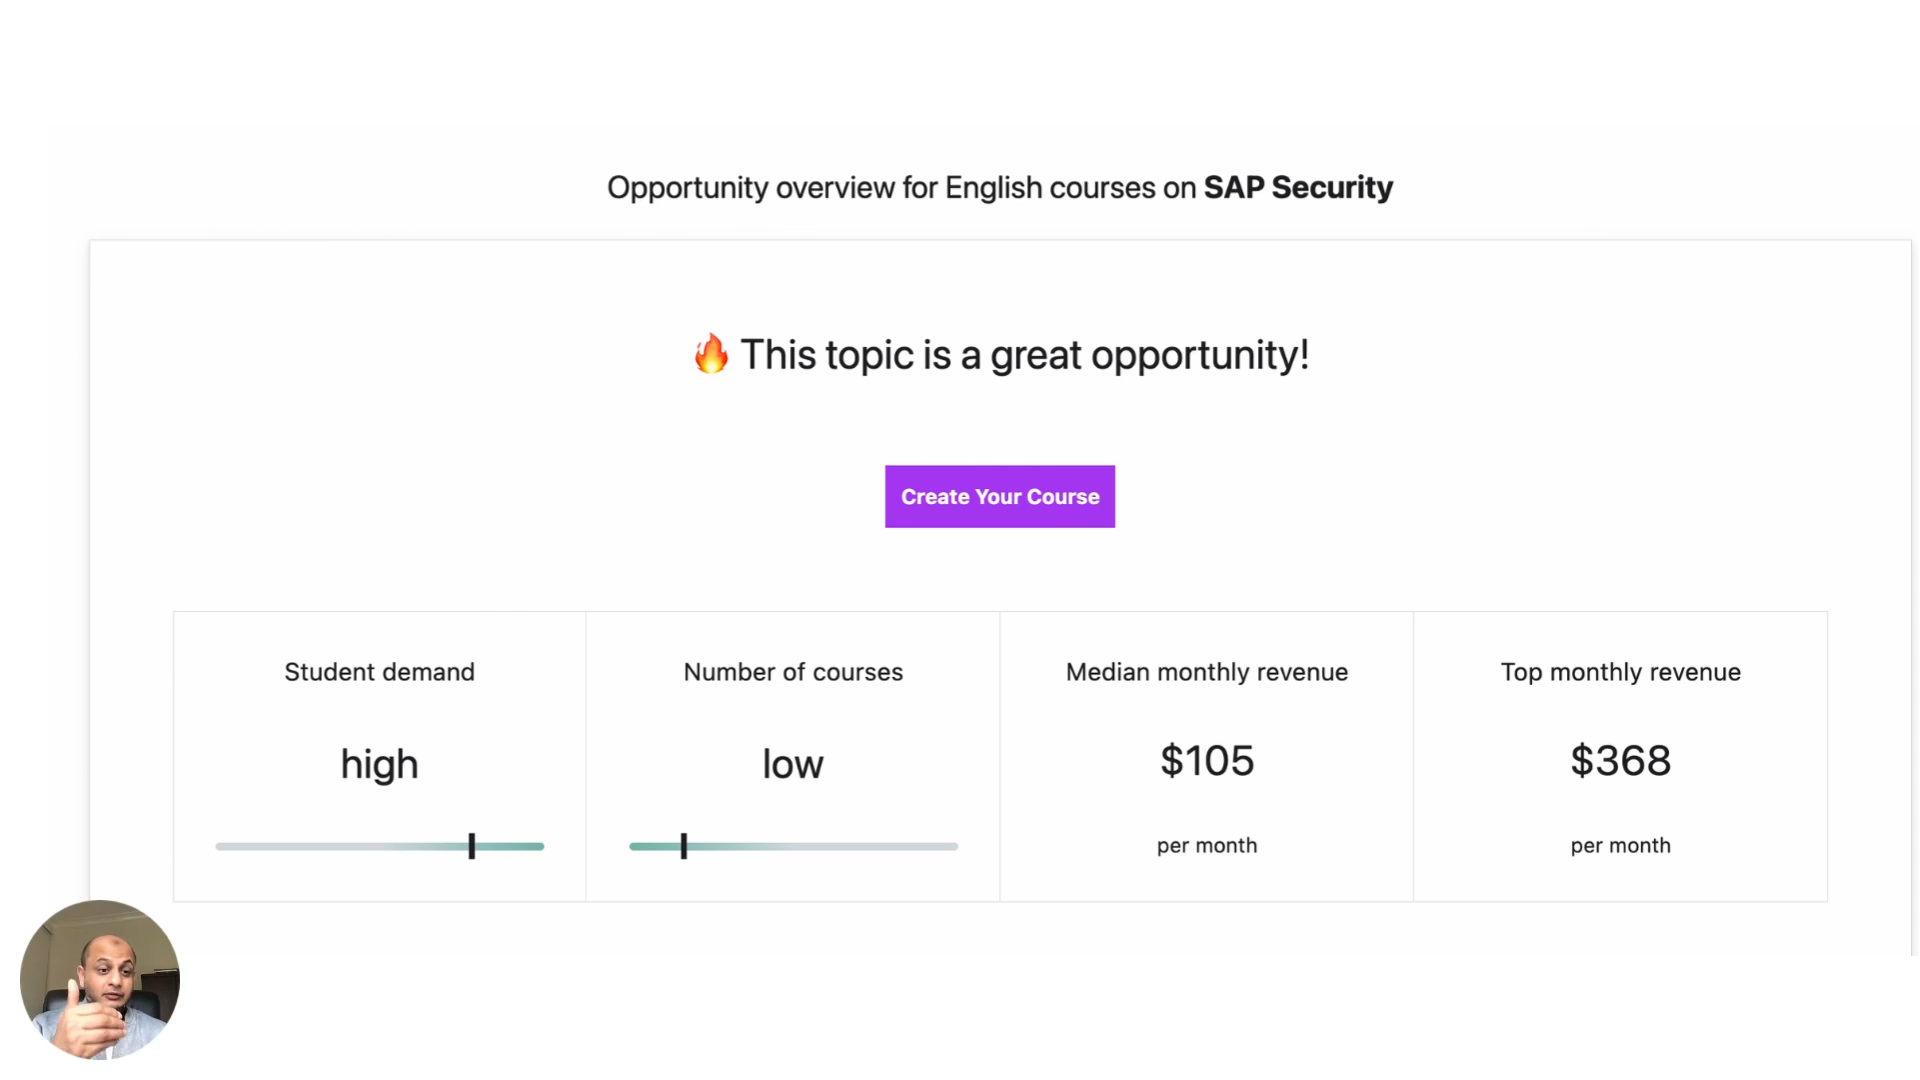 Opportunity overview for English courses on SAP Security
🔥 This topic is a great opportunity!
Create Your Course
Student demand
high
Number of courses
low
Median monthly revenue
$105
per month
Top monthly revenue
$368
per month